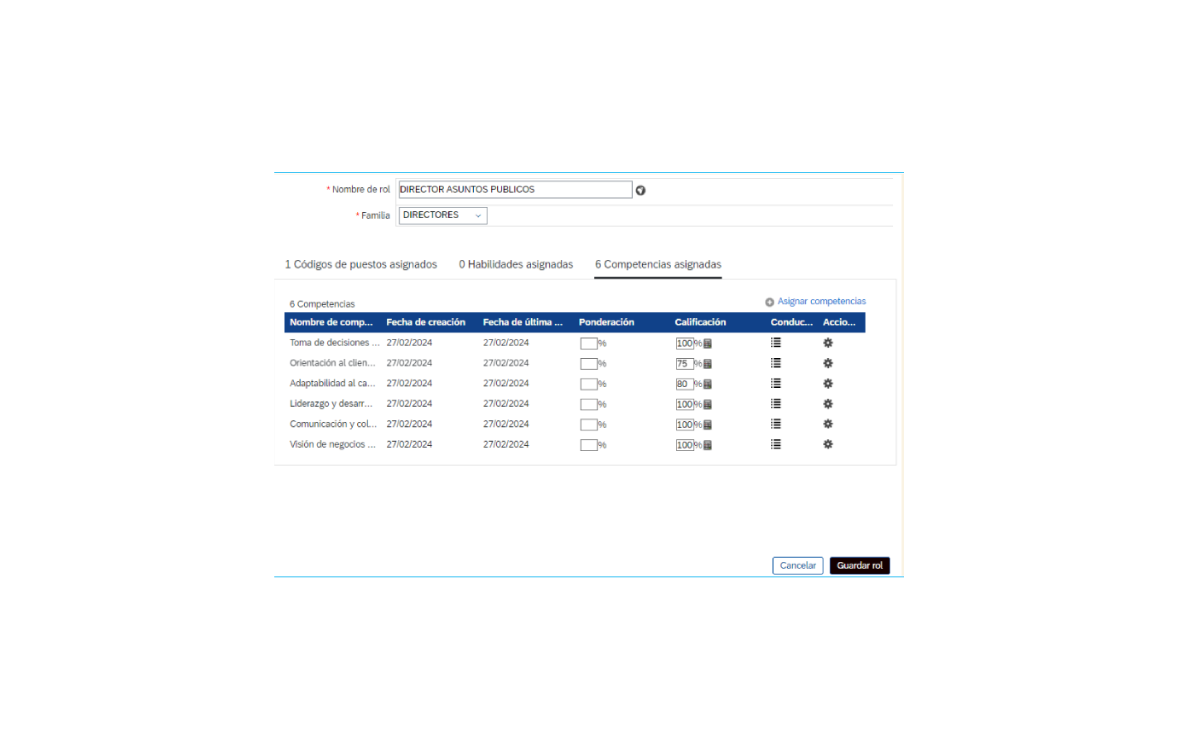 * Nombre de rol DIRECTOR ASUNTOS PUBLICOS
* Familia DIRECTORES
1 Códigos de puestos asignados 0 Habilidades asignadas 6 Competencias asignadas
6 Competencias Asignar competencias
Nombre de comp... Fecha de creación Fecha de última ... Ponderación Calificación Conduc... Accio...
Toma de decisiones ... 27/02/2024 27/02/2024 % 100 %
Orientación al clien... 27/02/2024 27/02/2024 % 75 %
Adaptabilidad al ca... 27/02/2024 27/02/2024 % 80 %
Liderazgo y desarr... 27/02/2024 27/02/2024 % 100 %
Comunicación y col... 27/02/2024 27/02/2024 % 100 %
Visión de negocios ... 27/02/2024 27/02/2024 % 100 %
Cancelar Guardar rol